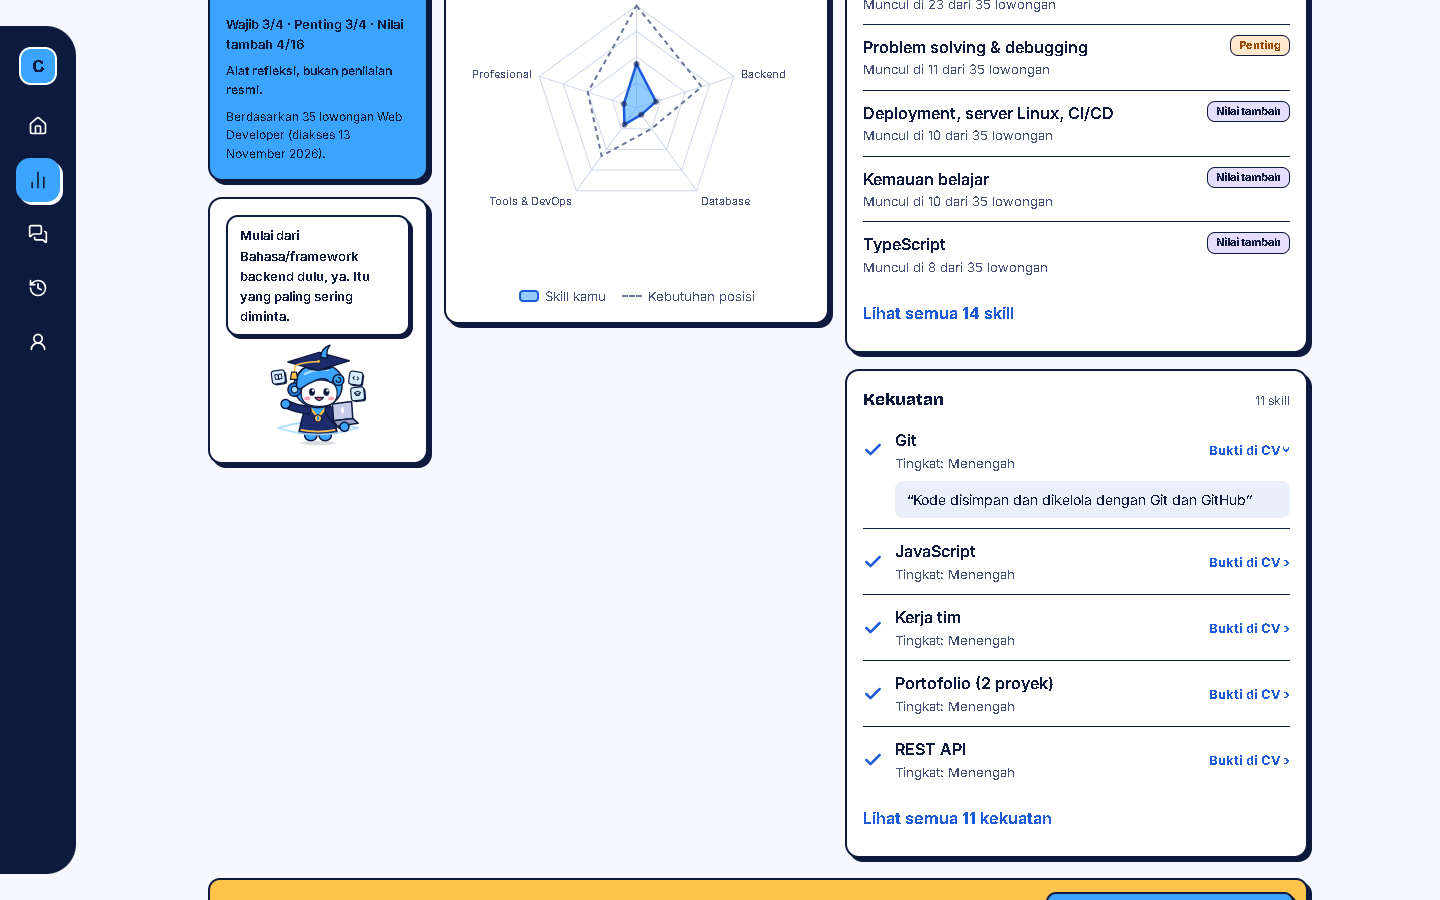 C
Wajib 3/4 · Penting 3/4 · Nilai
tambah 4/16
Alat refleksi, bukan penilaian
resmi.
Berdasarkan 35 lowongan Web
Developer (diakses 13
November 2026).
Mulai dari
Bahasa/framework
backend dulu, ya. Itu
yang paling sering
diminta.
Profesional
Backend
Tools & DevOps
Database
Skill kamu
Kebutuhan posisi
Muncul di 23 dari 35 lowongan
Problem solving & debugging
Penting
Muncul di 11 dari 35 lowongan
Deployment, server Linux, CI/CD
Nilai tambah
Muncul di 10 dari 35 lowongan
Kemauan belajar
Nilai tambah
Muncul di 10 dari 35 lowongan
TypeScript
Nilai tambah
Muncul di 8 dari 35 lowongan
Lihat semua 14 skill
Kekuatan
11 skill
Git
Tingkat: Menengah
Bukti di CV
“Kode disimpan dan dikelola dengan Git dan GitHub”
JavaScript
Tingkat: Menengah
Bukti di CV ›
Kerja tim
Tingkat: Menengah
Bukti di CV ›
Portofolio (2 proyek)
Tingkat: Menengah
Bukti di CV ›
REST API
Tingkat: Menengah
Bukti di CV ›
Lihat semua 11 kekuatan